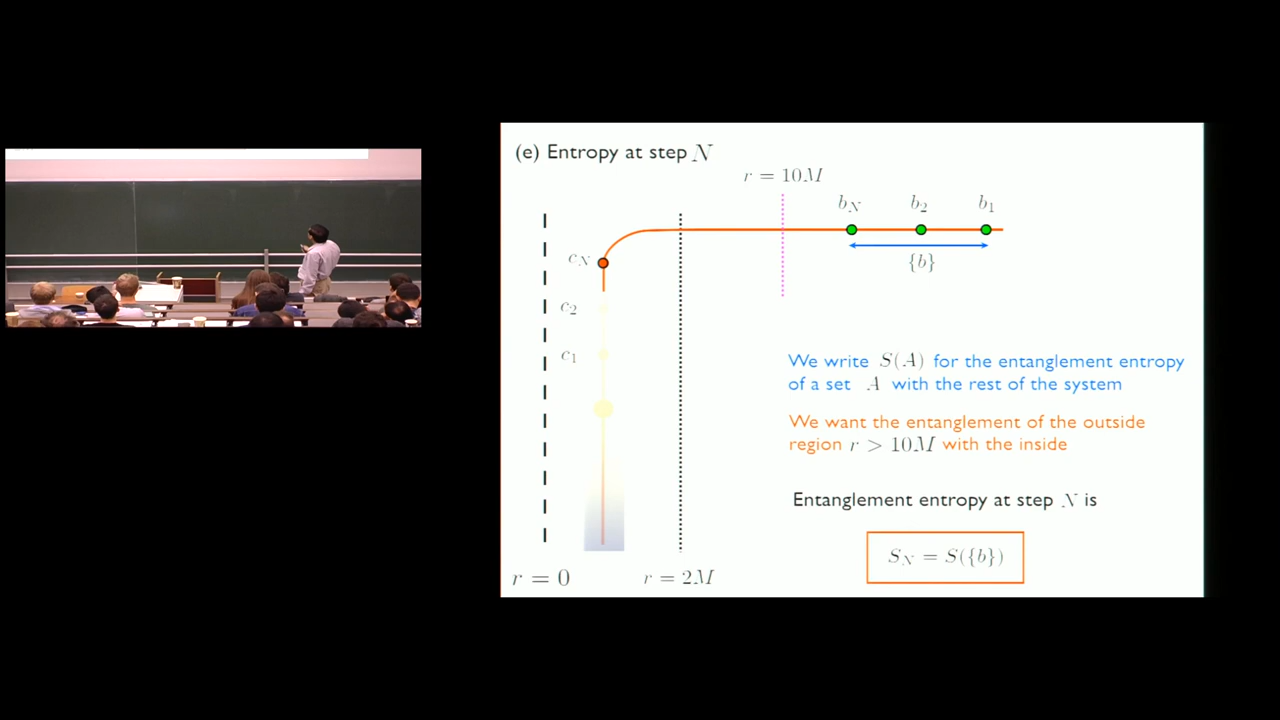 (e) Entropy at step N
r = 10M
b_N b_2 b_1
{b}
c_N
c_2
c_1
We write S(A) for the entanglement entropy
of a set A with the rest of the system
We want the entanglement of the outside
region r > 10M with the inside
Entanglement entropy at step N is
S_N = S({b})
r = 0 r = 2M